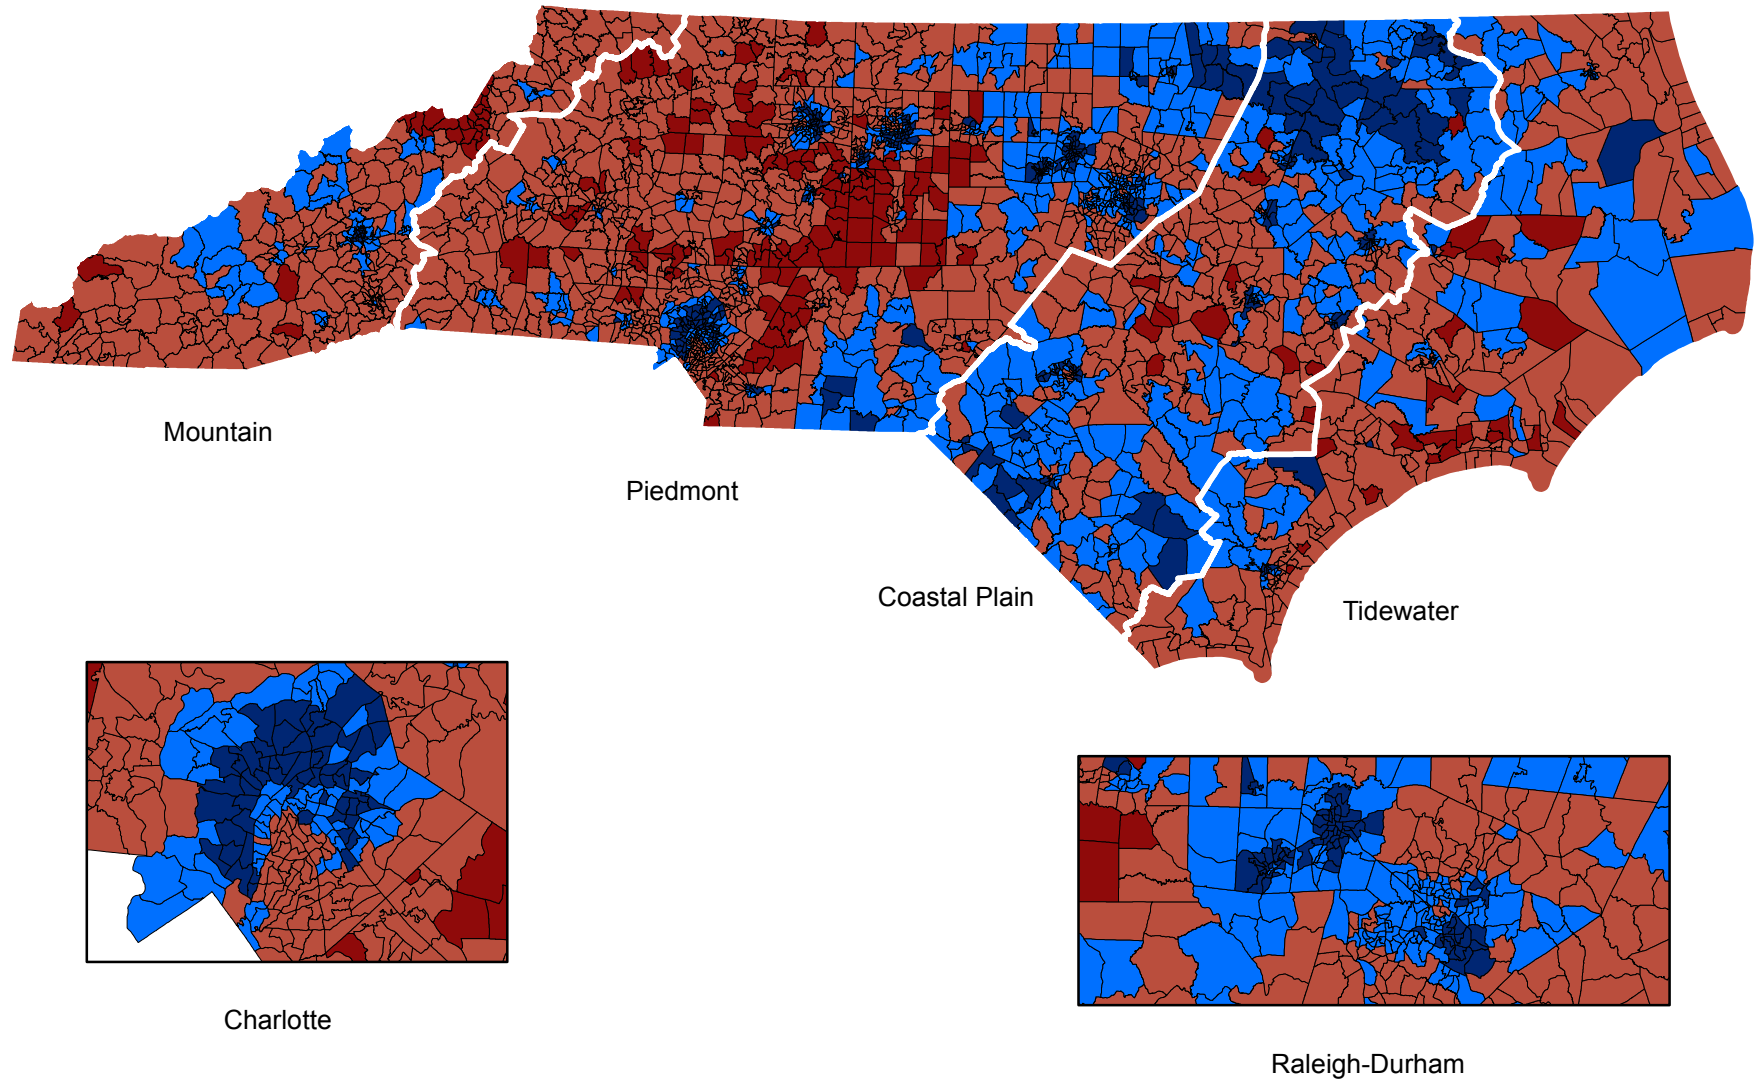 Mountain
Piedmont
Coastal Plain
Tidewater
Charlotte
Raleigh-Durham